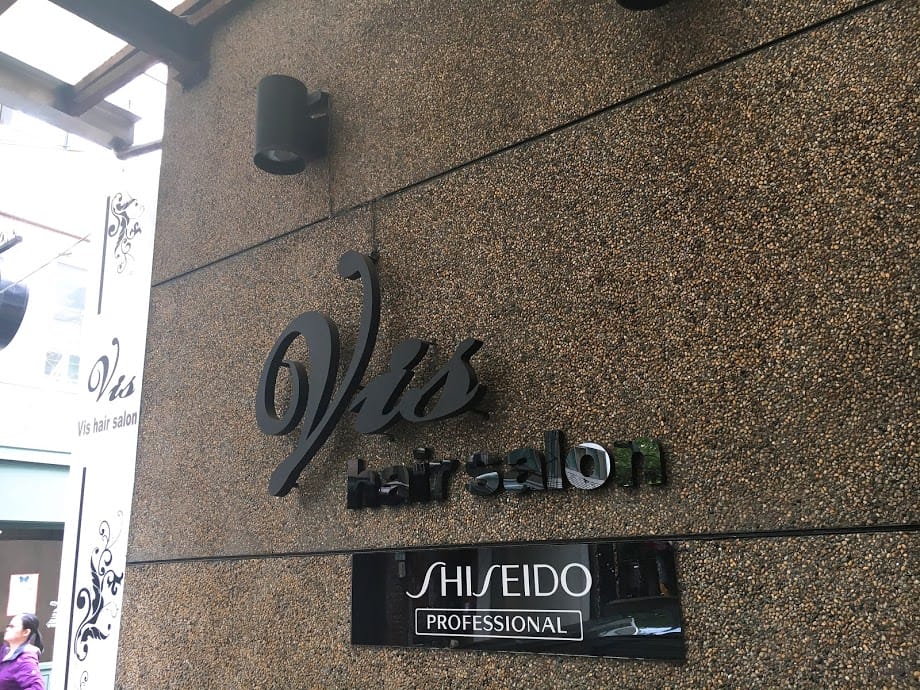 Vis
hair salon
SHISEIDO
PROFESSIONAL
Vis
Vis hair salon